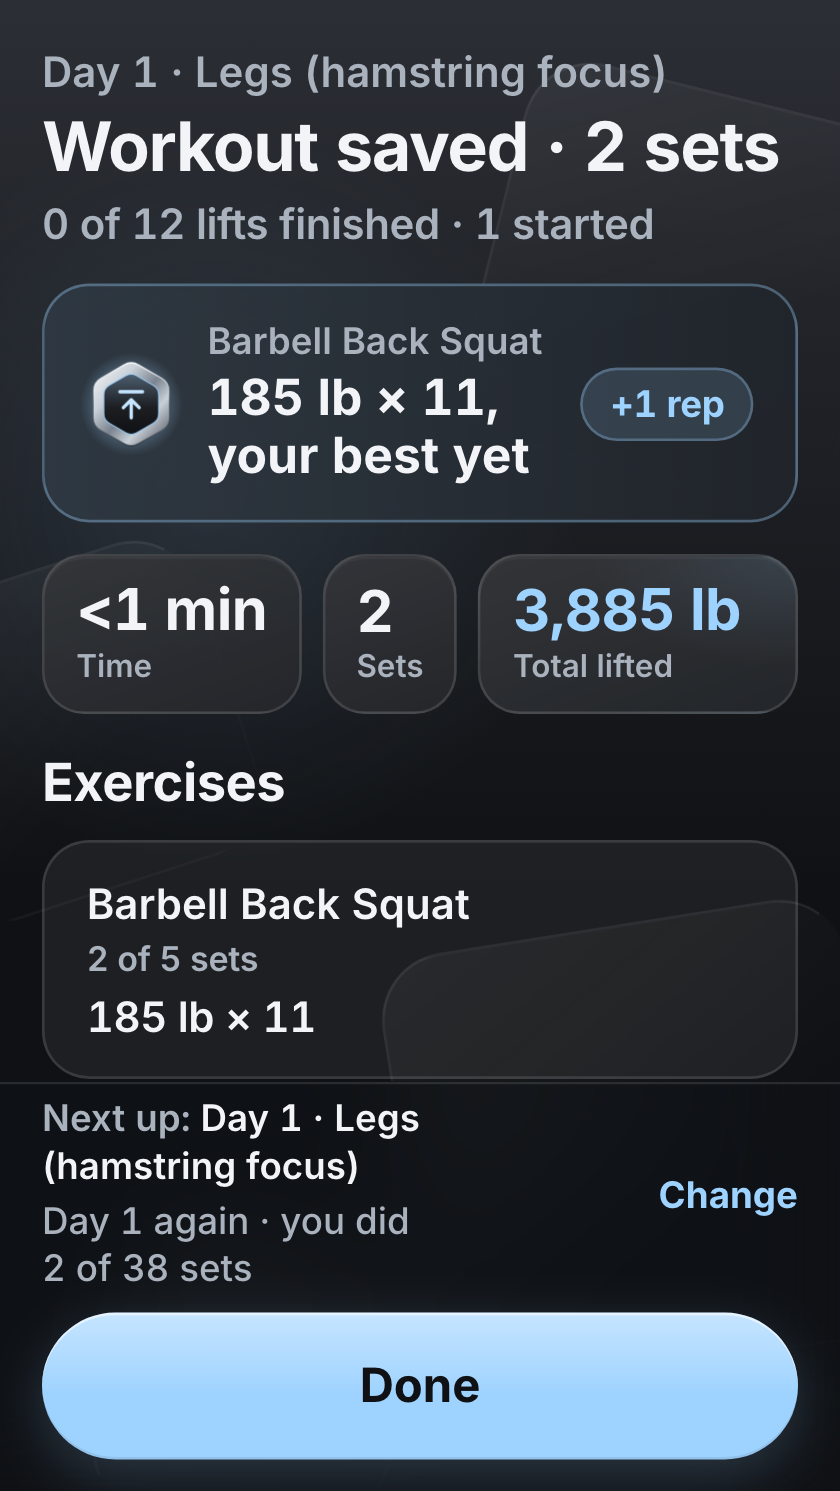 Day 1 · Legs (hamstring focus)
Workout saved · 2 sets
0 of 12 lifts finished · 1 started
Barbell Back Squat
185 lb × 11,
your best yet
+1 rep
<1 min
Time
2
Sets
3,885 lb
Total lifted
Exercises
Barbell Back Squat
2 of 5 sets
185 lb × 11
Next up: Day 1 · Legs
(hamstring focus)
Day 1 again · you did
2 of 38 sets
Change
Done